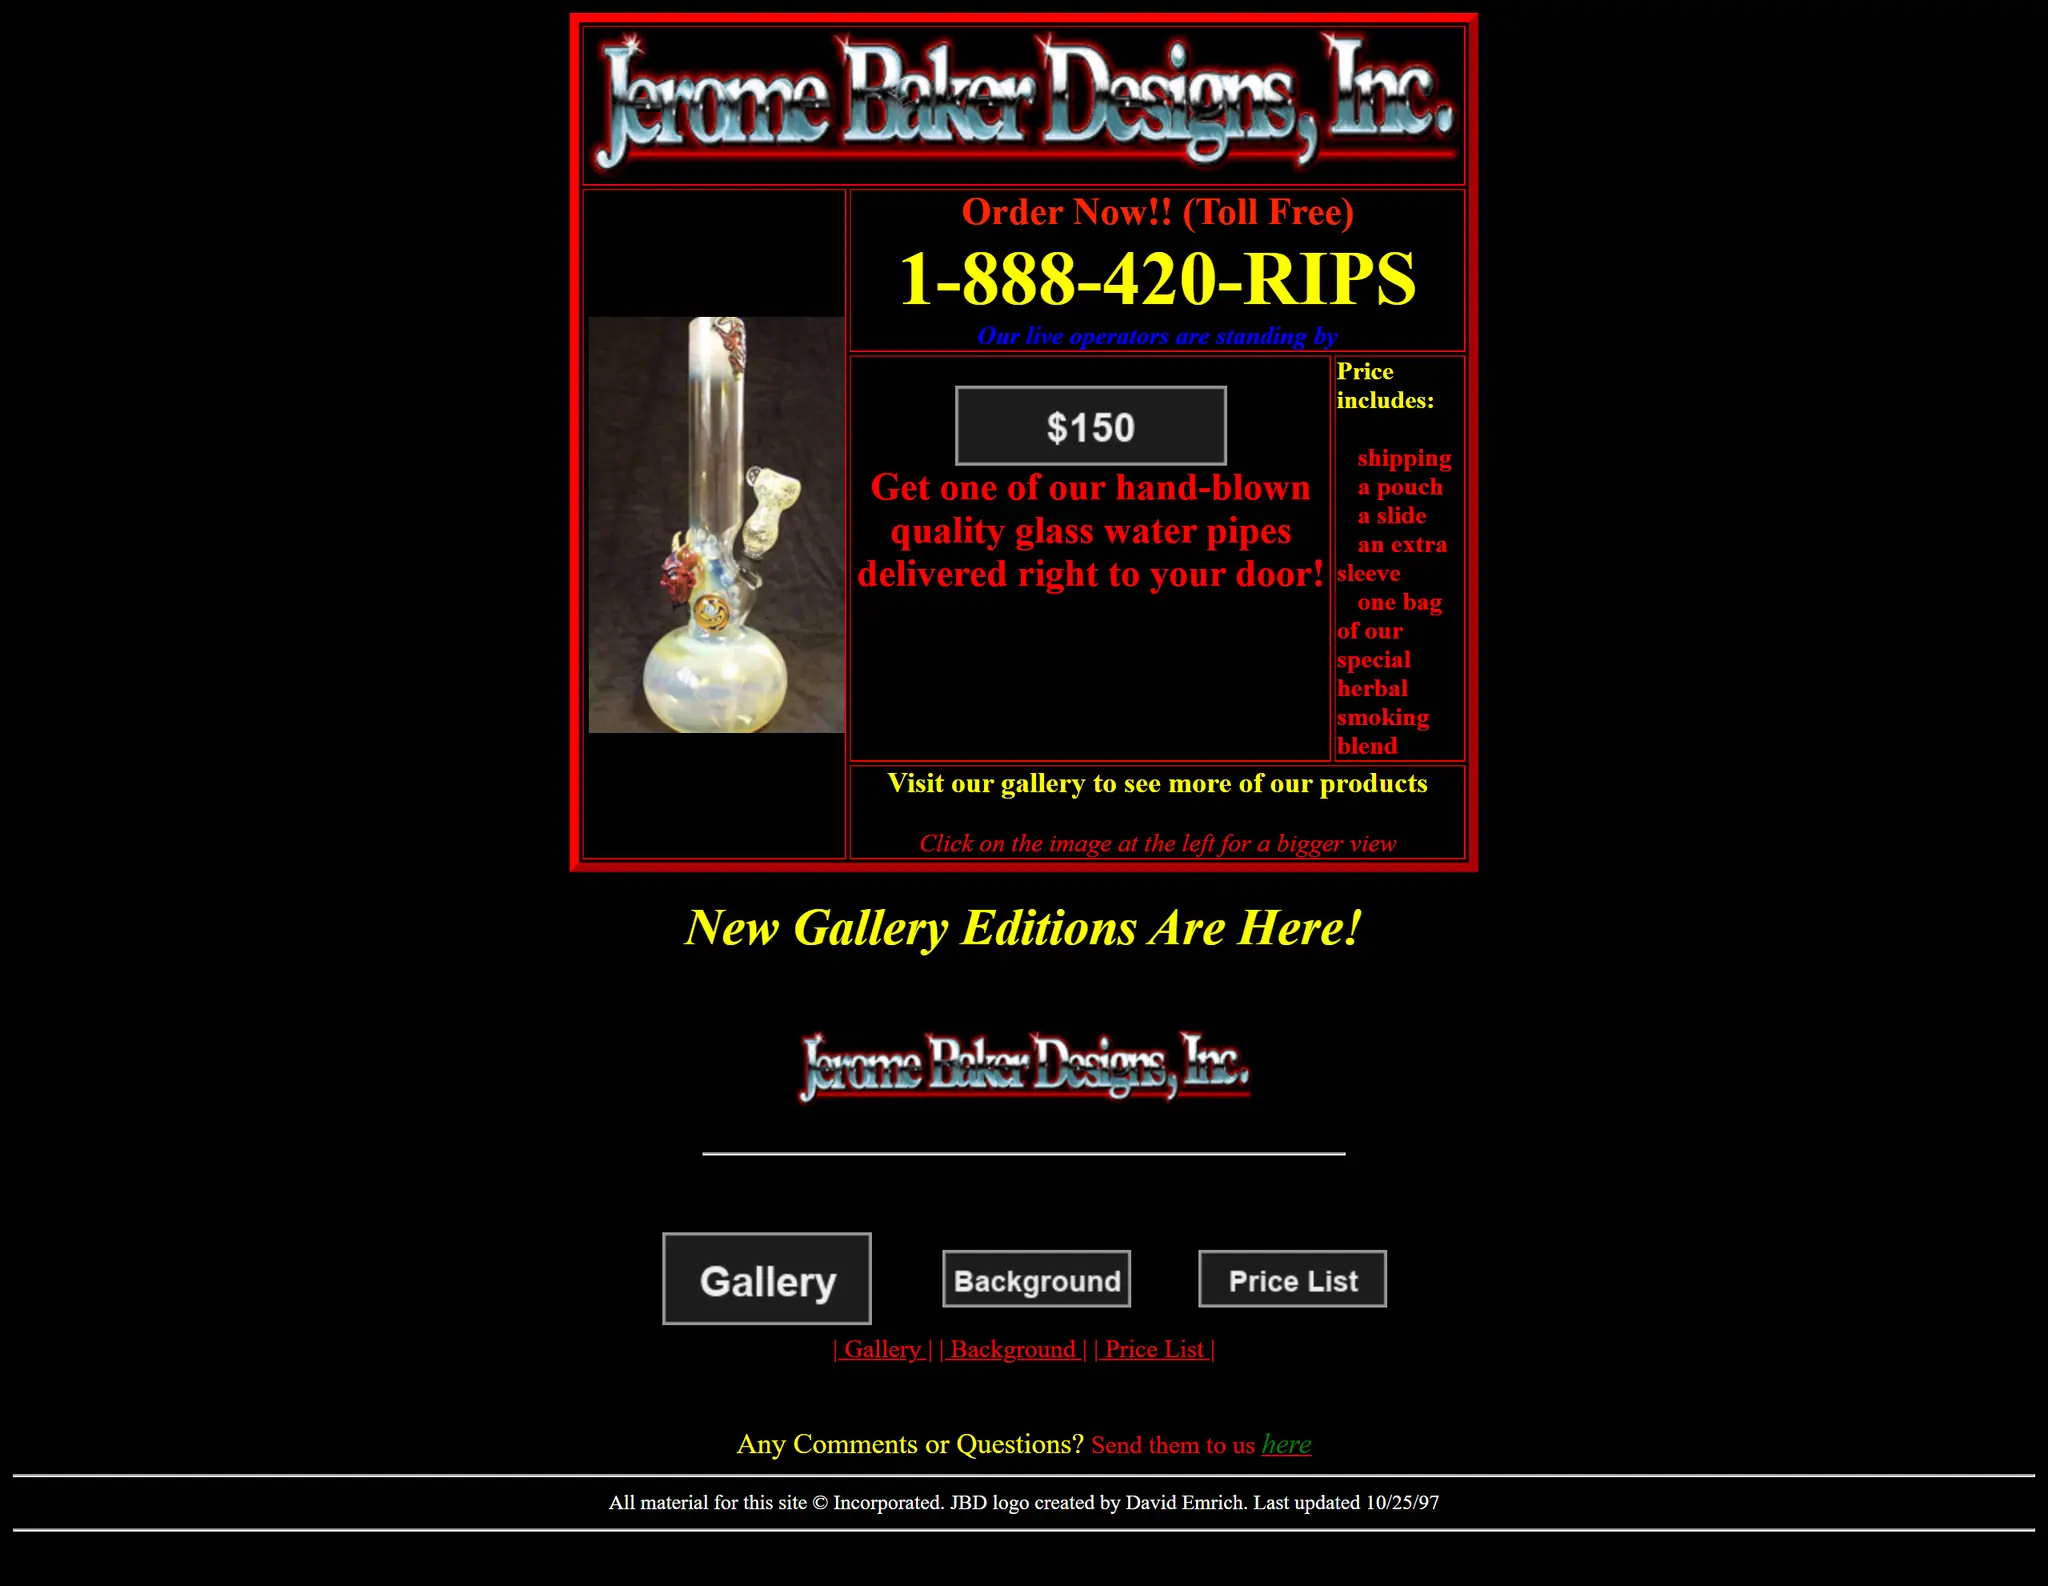 Jerome Baker Designs, Inc.
Order Now!! (Toll Free)
1-888-420-RIPS
Our live operators are standing by
$150
Get one of our hand-blown
quality glass water pipes
delivered right to your door!
Price
includes:
shipping
a pouch
a slide
an extra
sleeve
one bag
of our
special
herbal
smoking
blend
Visit our gallery to see more of our products
Click on the image at the left for a bigger view
New Gallery Editions Are Here!
Jerome Baker Designs, Inc.
Gallery Background Price List
| Gallery | | Background | | Price List |
Any Comments or Questions? Send them to us here
All material for this site © Incorporated. JBD logo created by David Emrich. Last updated 10/25/97